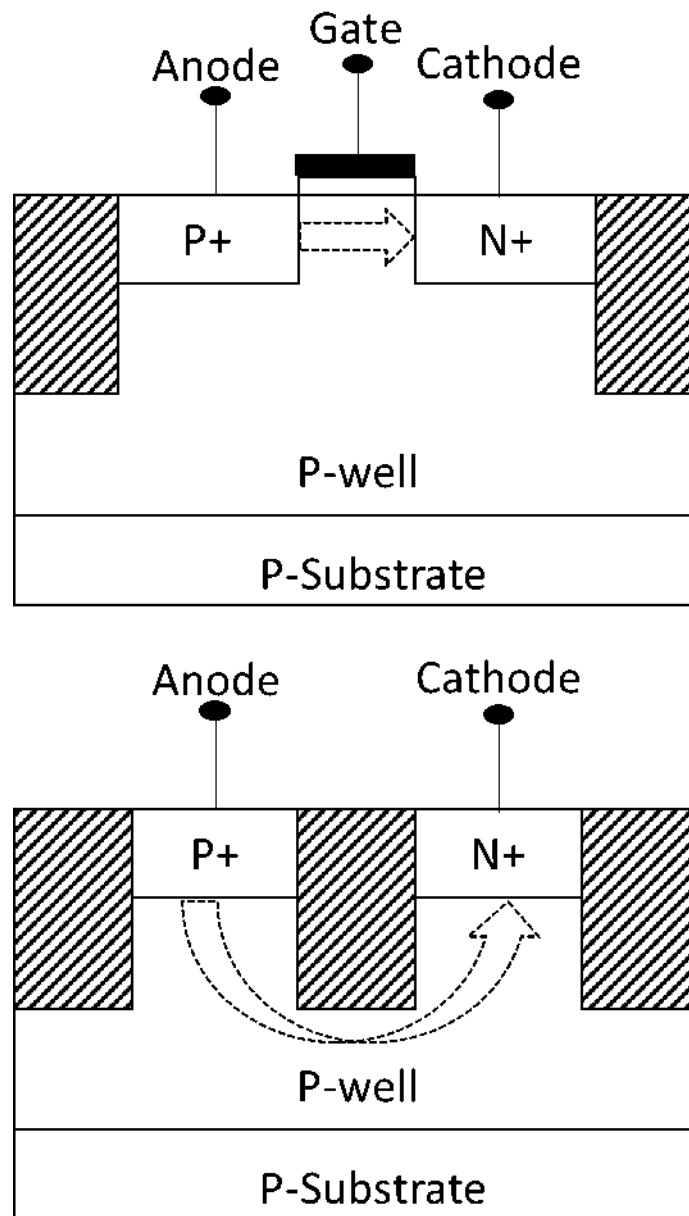 Gate
Anode Cathode
P+ N+
P-well
P-Substrate
Anode Cathode
P+ N+
P-well
P-Substrate